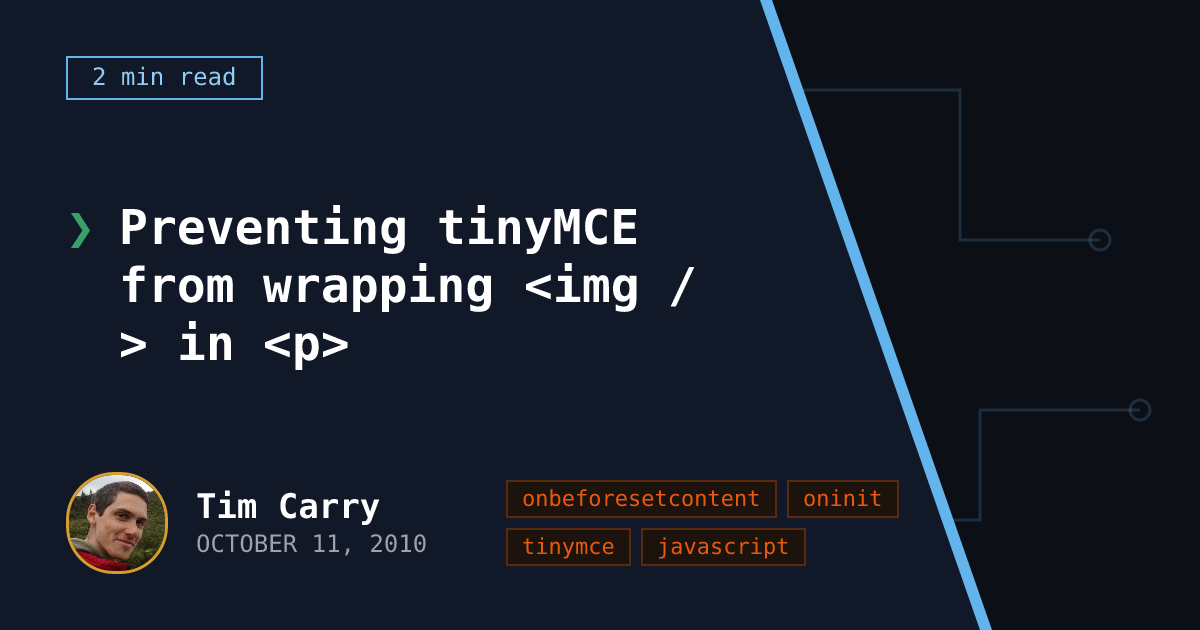 2 min read
❯ Preventing tinyMCE
from wrapping <img /
> in <p>
Tim Carry
OCTOBER 11, 2010
onbeforesetcontent oninit
tinymce javascript